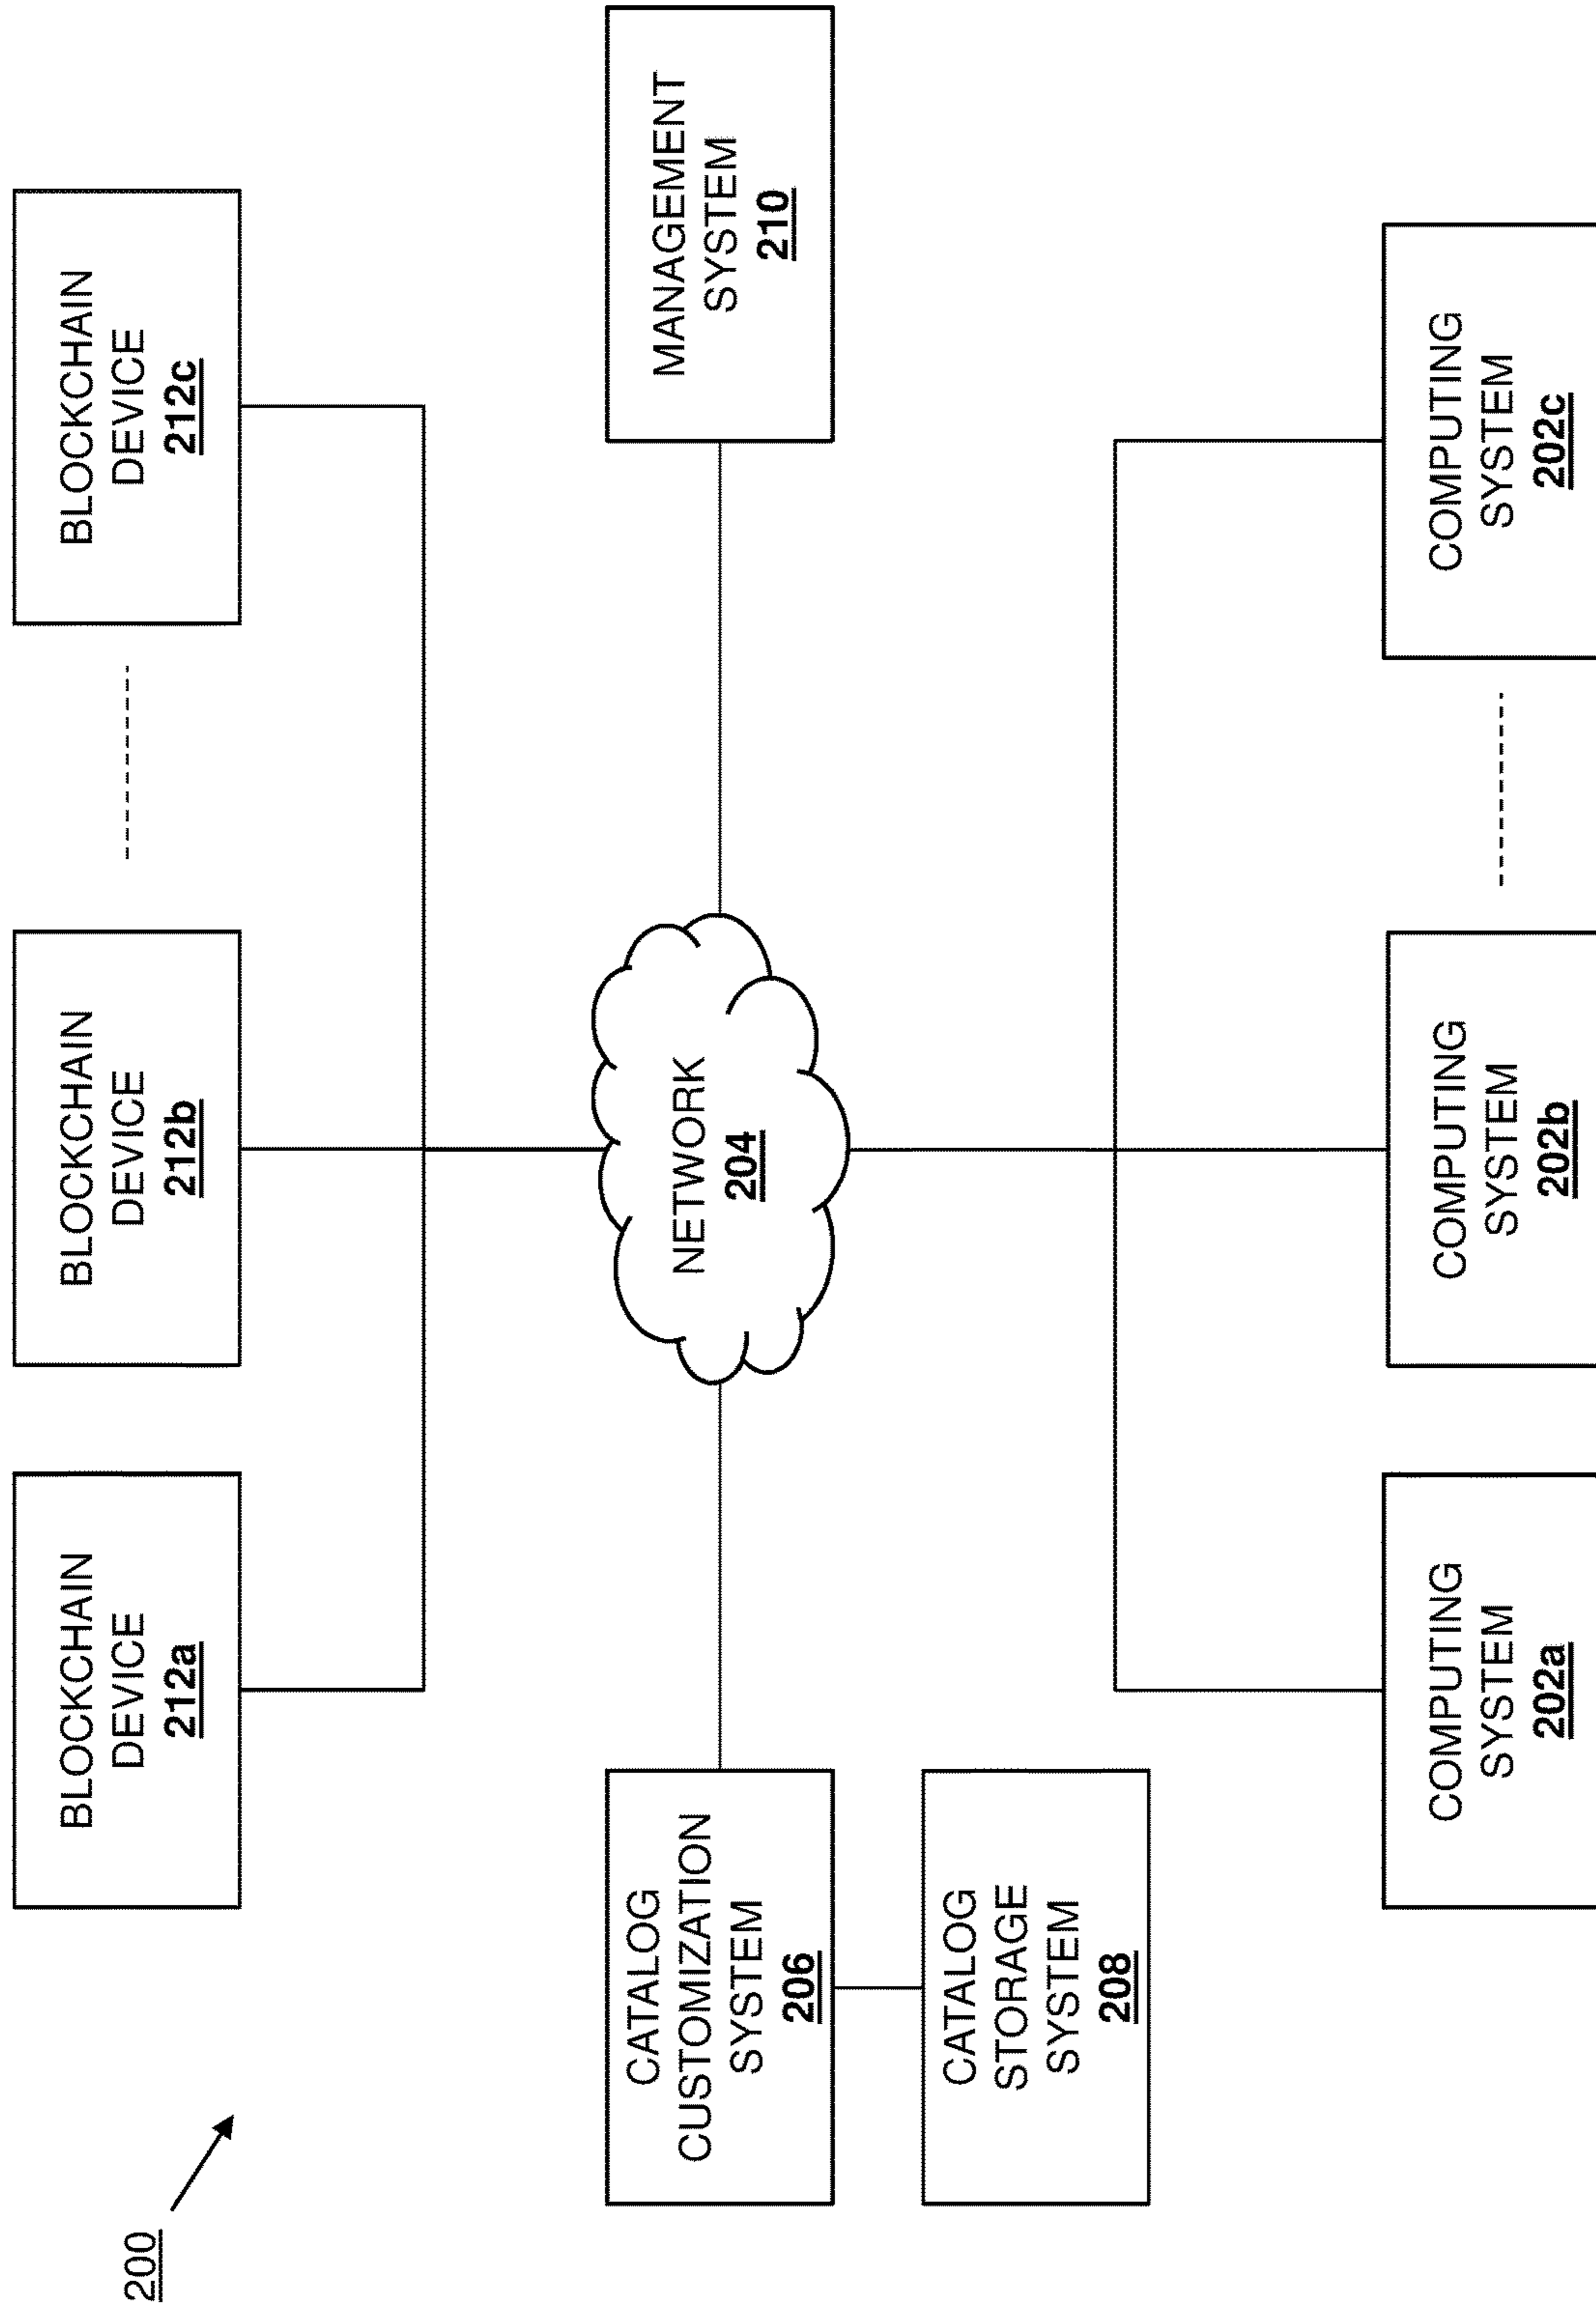 200
BLOCKCHAIN
DEVICE
212a
BLOCKCHAIN
DEVICE
212b
BLOCKCHAIN
DEVICE
212c
CATALOG
CUSTOMIZATION
SYSTEM
206
NETWORK
204
MANAGEMENT
SYSTEM
210
CATALOG
STORAGE
SYSTEM
208
COMPUTING
SYSTEM
202a
COMPUTING
SYSTEM
202b
COMPUTING
SYSTEM
202c